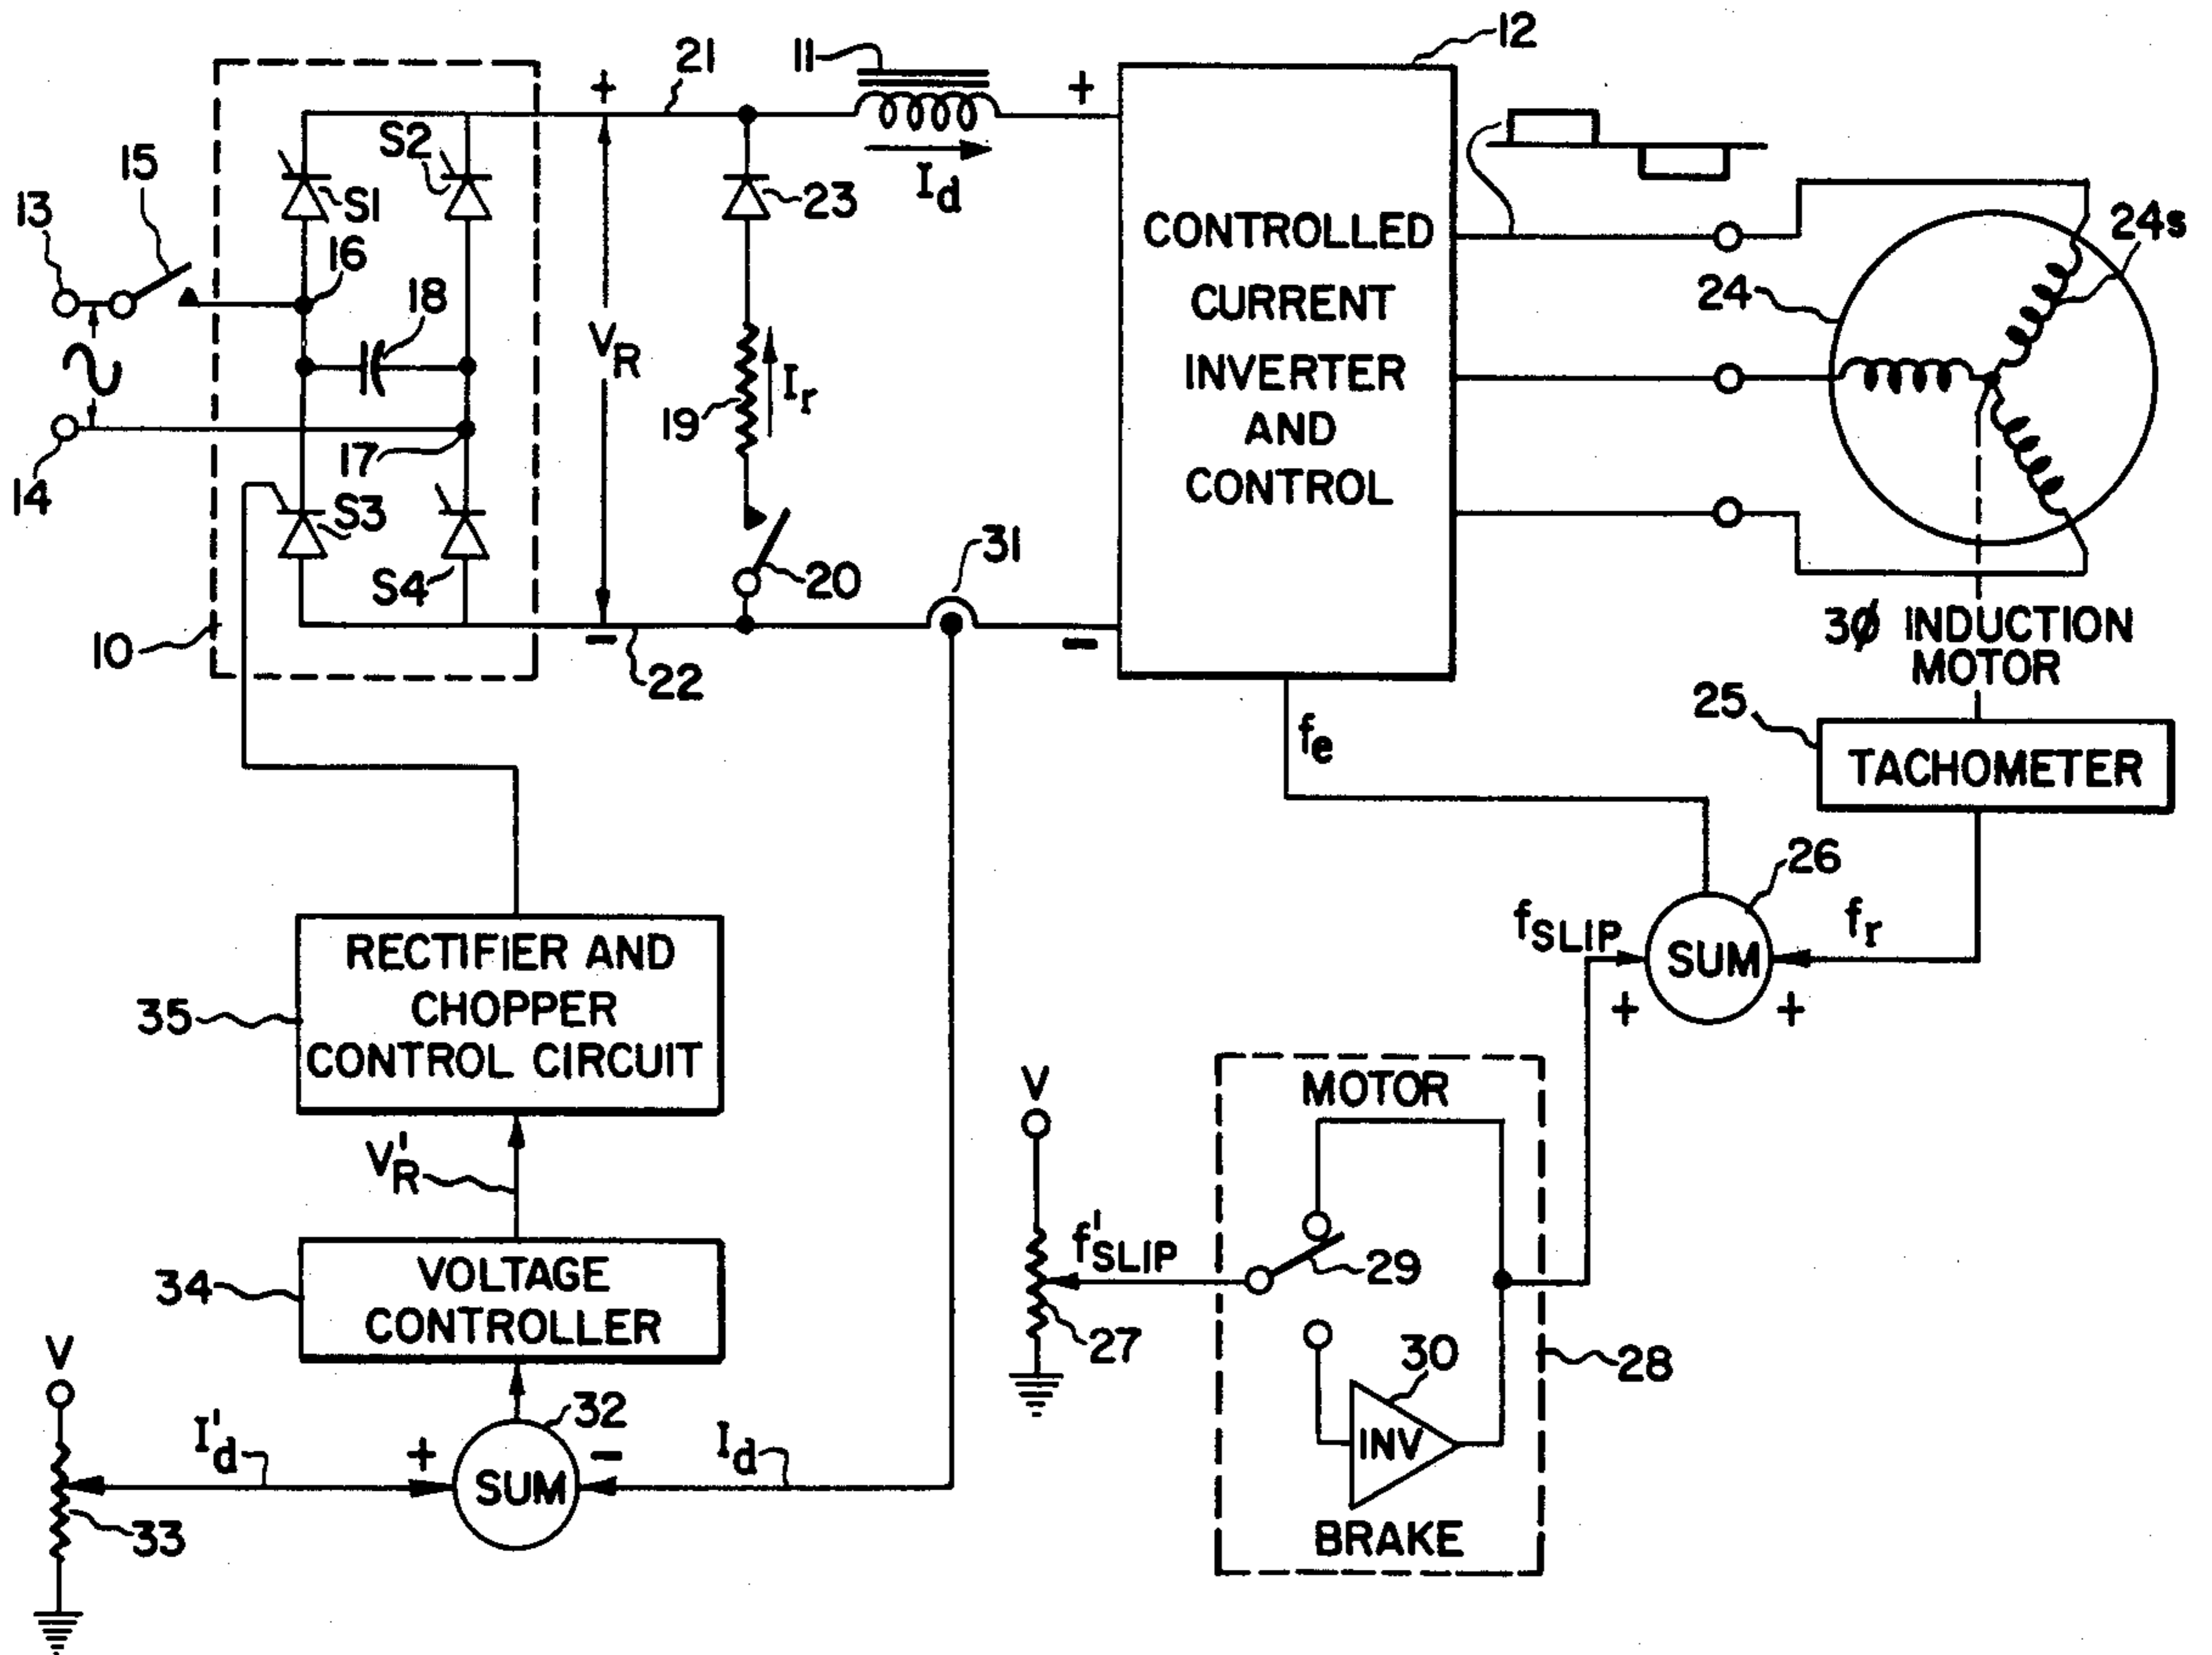 12
11
21
+
+
S2
15
13
S1
23
Id
CONTROLLED
CURRENT
INVERTER
AND
CONTROL
24s
24
16
18
VR
19
Ir
17
14
S3
S4
20
31
10
−
22
−
3ϕ INDUCTION
MOTOR
25
TACHOMETER
fe
26
fSLIP
fr
SUM
+
+
RECTIFIER AND
CHOPPER
CONTROL CIRCUIT
35
V'R
V
MOTOR
f'SLIP
29
27
28
30
INV
BRAKE
34
VOLTAGE
CONTROLLER
V
32
I'd
+
−
Id
SUM
33